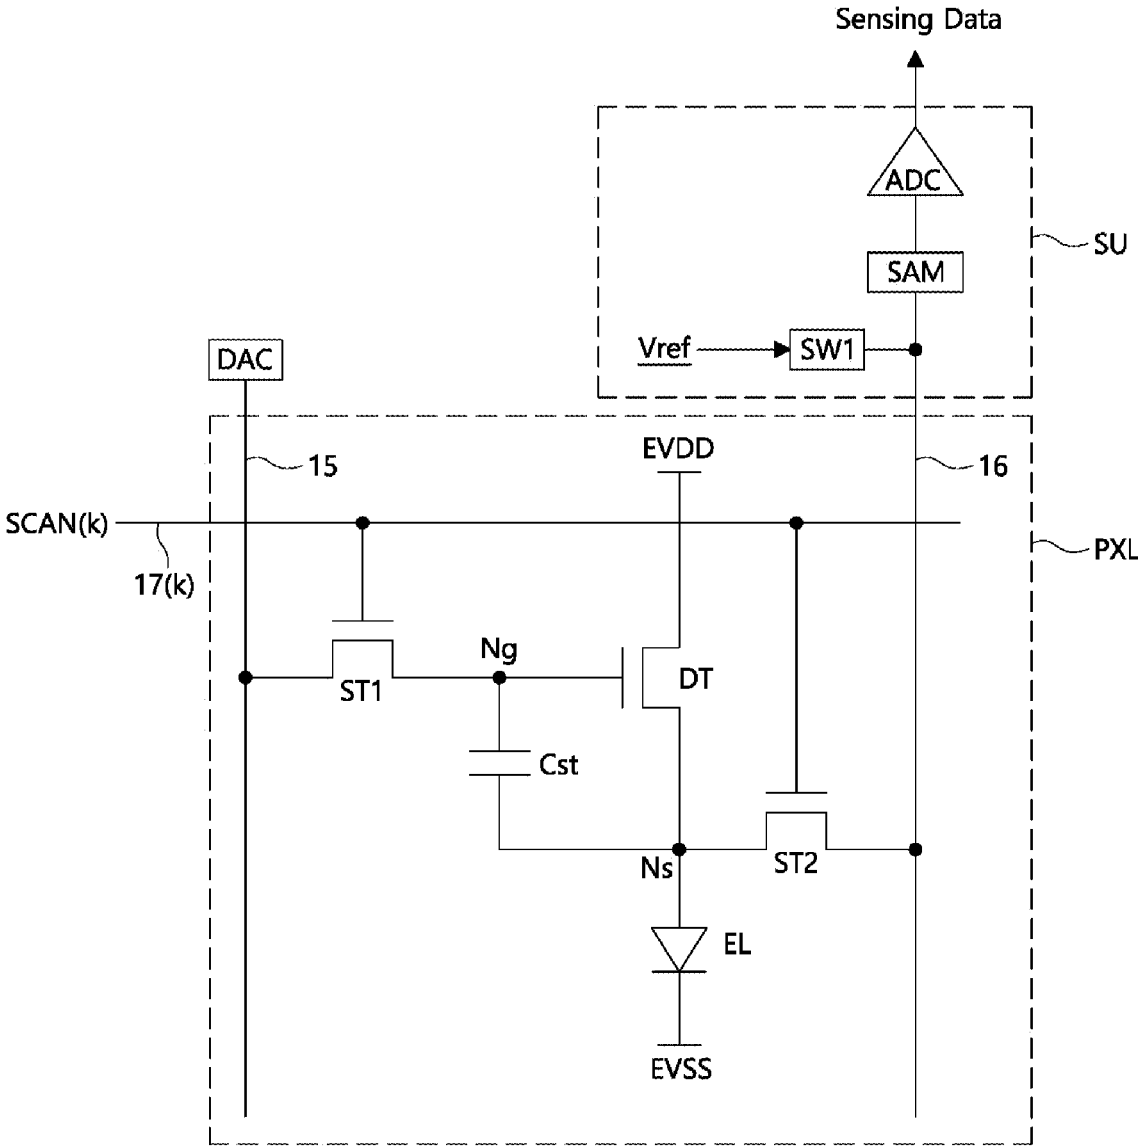 Sensing Data
ADC
SU
SAM
Vref
SW1
DAC
EVDD
15
16
SCAN(k)
PXL
17(k)
Ng
DT
ST1
Cst
Ns
ST2
EL
EVSS